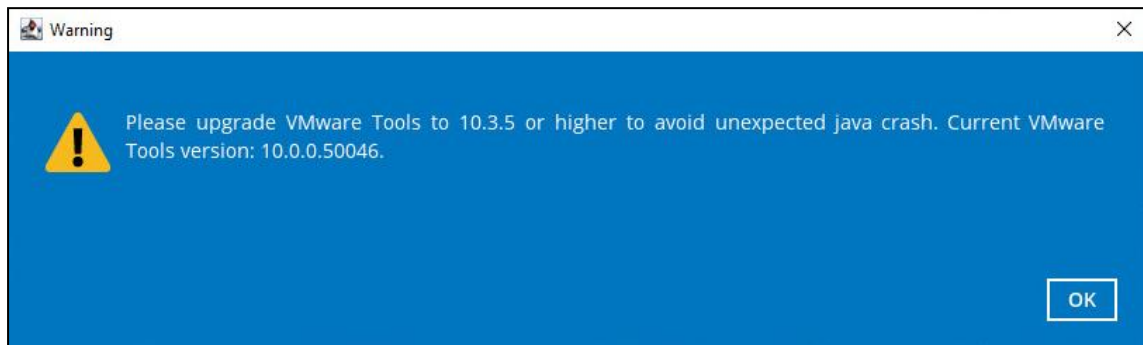 Warning
Please upgrade VMware Tools to 10.3.5 or higher to avoid unexpected java crash. Current VMware
Tools version: 10.0.0.50046.
OK